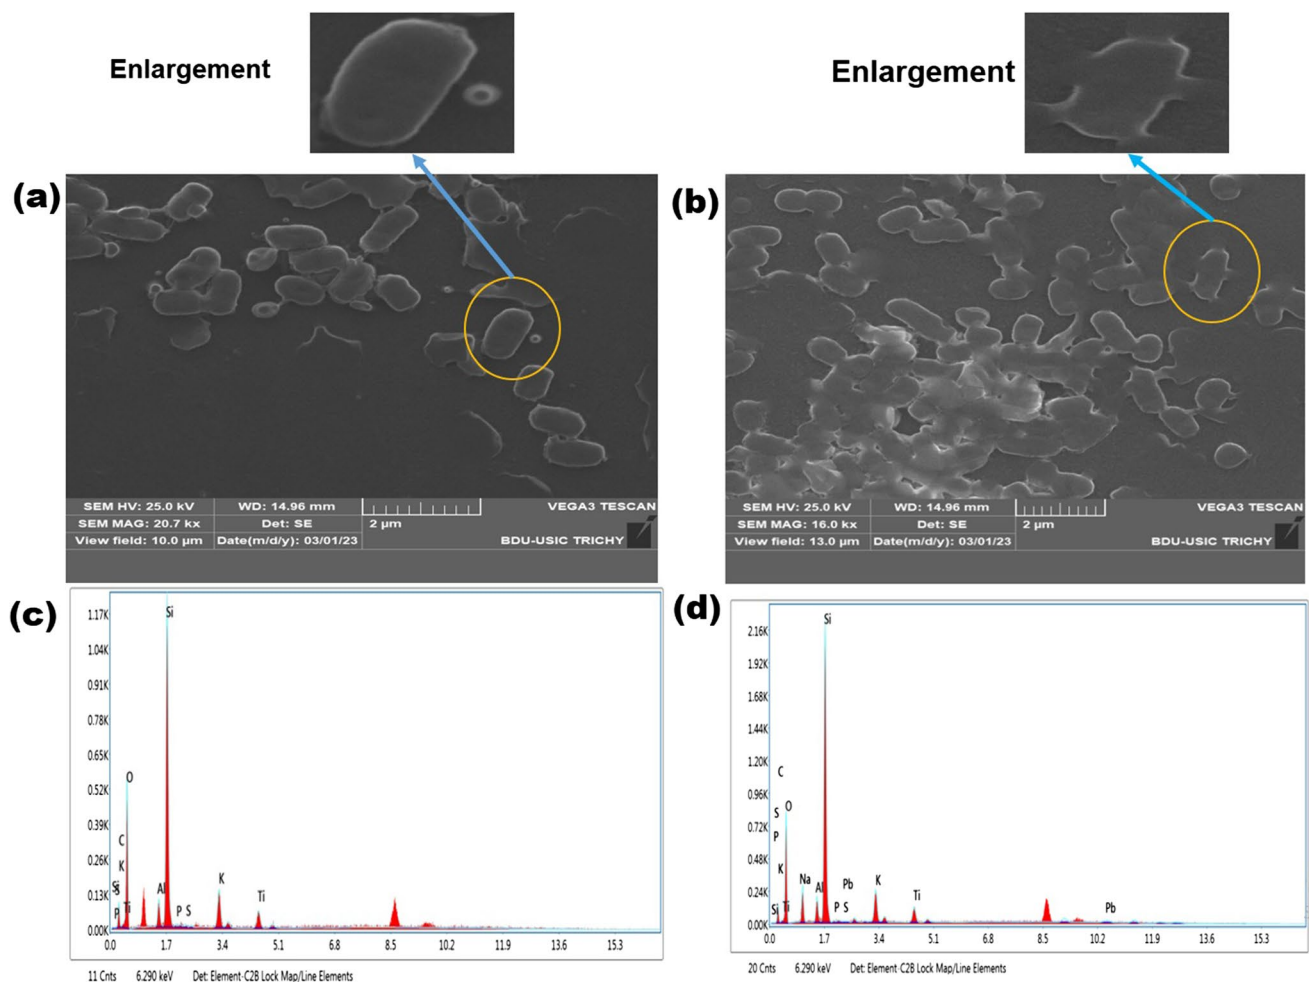 Enlargement
Enlargement
(a)
(b)
SEM HV: 25.0 kV
WD: 14.96 mm
VEGA3 TESCAN
SEM MAG: 20.7 kx
Det: SE
2 µm
View field: 10.0 µm
Date(m/d/y): 03/01/23
BDU-USIC TRICHY
SEM HV: 25.0 kV
WD: 14.96 mm
VEGA3 TESCAN
SEM MAG: 16.0 kx
Det: SE
2 µm
View field: 13.0 µm
Date(m/d/y): 03/01/23
BDU-USIC TRICHY
(c)
1.17K
1.04K
0.91K
0.78K
0.65K
0.52K
0.39K
0.26K
0.13K
0.00K
Si
O
C
K
Si
P
Ti
Al
P
S
K
Ti
0.0
1.7
3.4
5.1
6.8
8.5
10.2
11.9
13.6
15.3
11 Cnts
6.290 keV
Det: Element-C2B Lock Map/Line Elements
(d)
2.16K
1.92K
1.68K
1.44K
1.20K
0.96K
0.72K
0.48K
0.24K
0.00K
Si
C
S
O
P
K
Si
Ti
Na
Al
P
Pb
S
K
Ti
Pb
0.0
1.7
3.4
5.1
6.8
8.5
10.2
11.9
13.6
15.3
20 Cnts
6.290 keV
Det: Element-C2B Lock Map/Line Elements